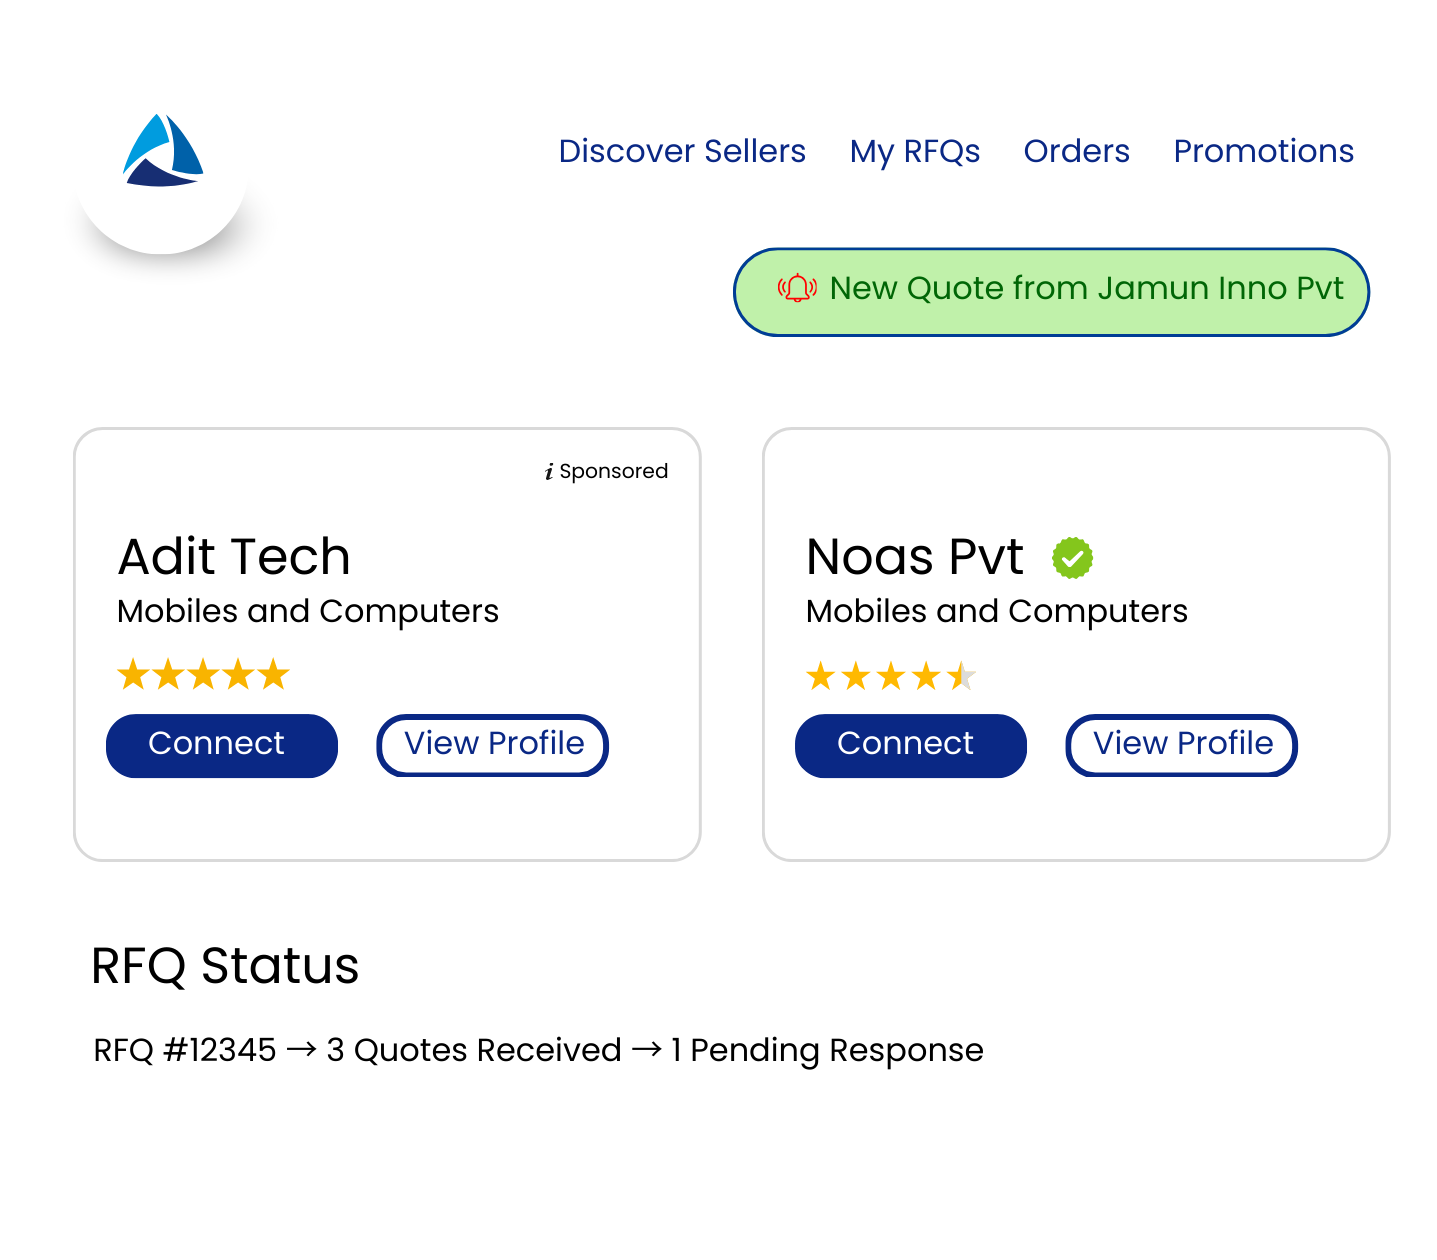 Discover Sellers My RFQs Orders Promotions
New Quote from Jamun Inno Pvt
i Sponsored
Adit Tech
Mobiles and Computers
Connect View Profile
Noas Pvt
Mobiles and Computers
Connect View Profile
RFQ Status
RFQ #12345 → 3 Quotes Received → 1 Pending Response